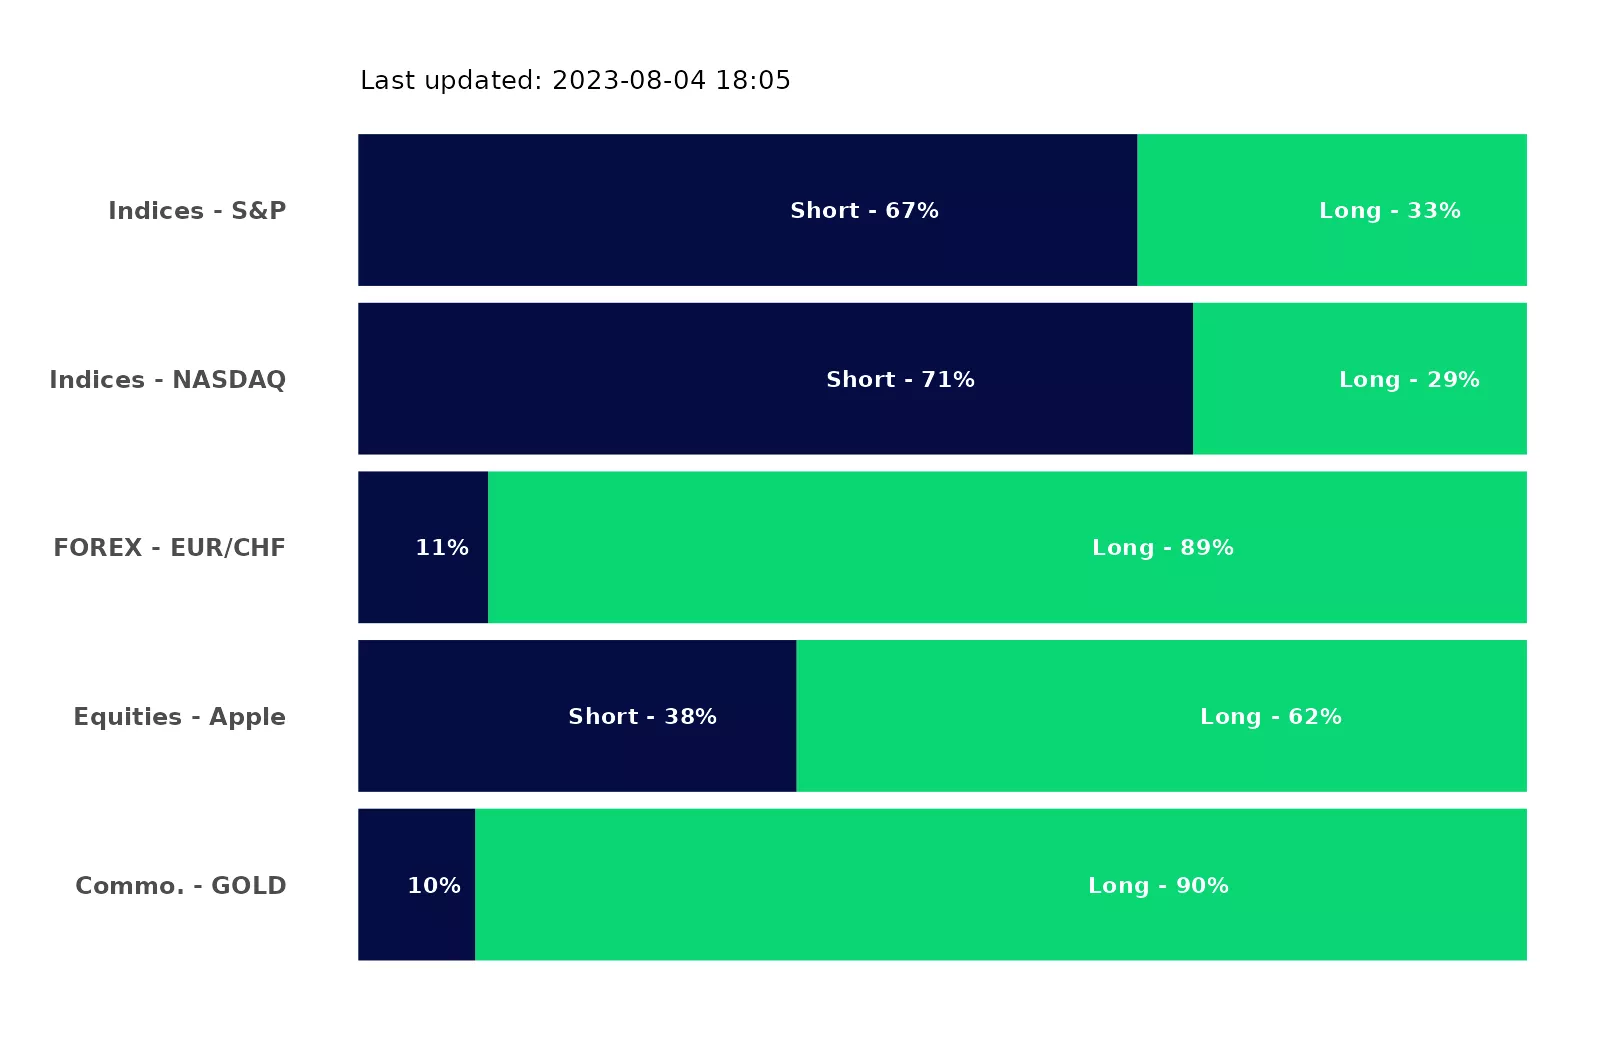 Last updated: 2023-08-04 18:05
Indices - S&P Short - 67% Long - 33%
Indices - NASDAQ Short - 71% Long - 29%
FOREX - EUR/CHF 11% Long - 89%
Equities - Apple Short - 38% Long - 62%
Commo. - GOLD 10% Long - 90%